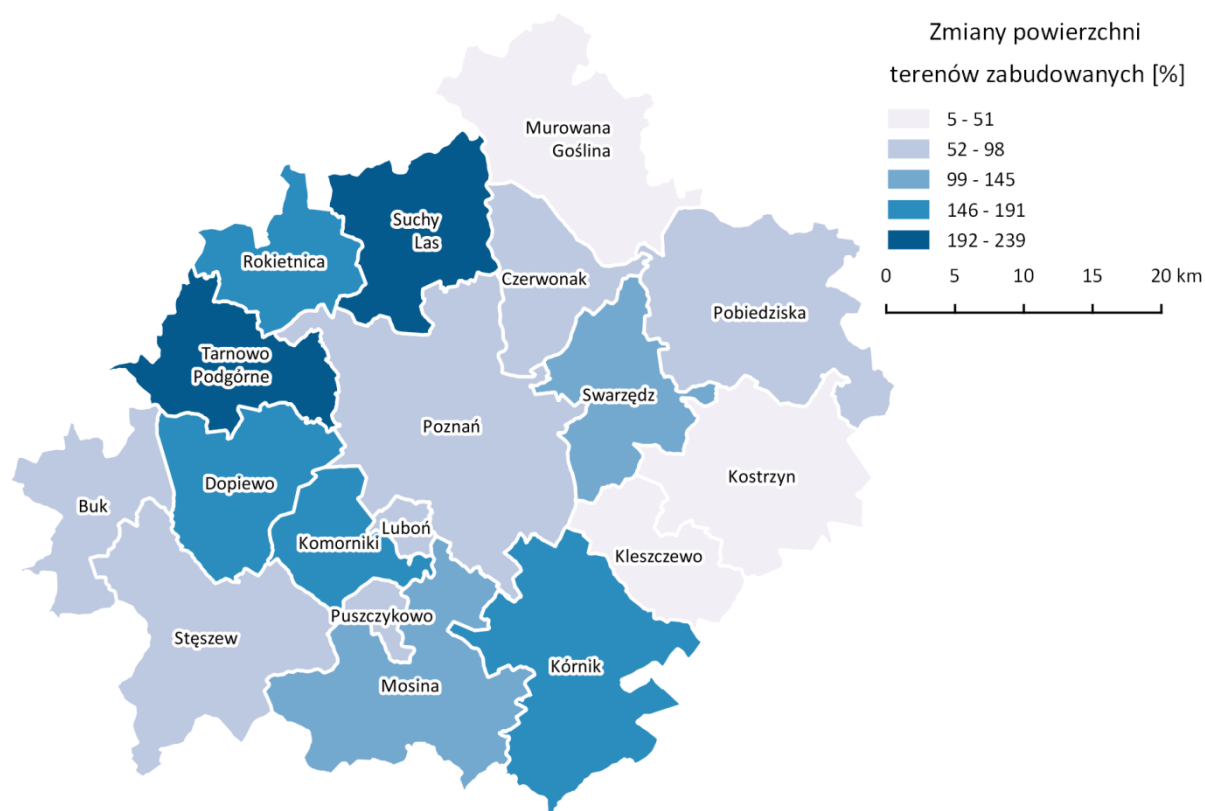 Zmiany powierzchni
terenów zabudowanych [%]
5 - 51
52 - 98
99 - 145
146 - 191
192 - 239
0 5 10 15 20 km
Murowana
Goślina
Suchy
Las
Rokietnica
Czerwonak
Pobiedziska
Tarnowo
Podgórne
Swarzędz
Poznań
Kostrzyn
Dopiewo
Buk
Luboń
Komorniki
Kleszczewo
Puszczykowo
Stęszew
Kórnik
Mosina